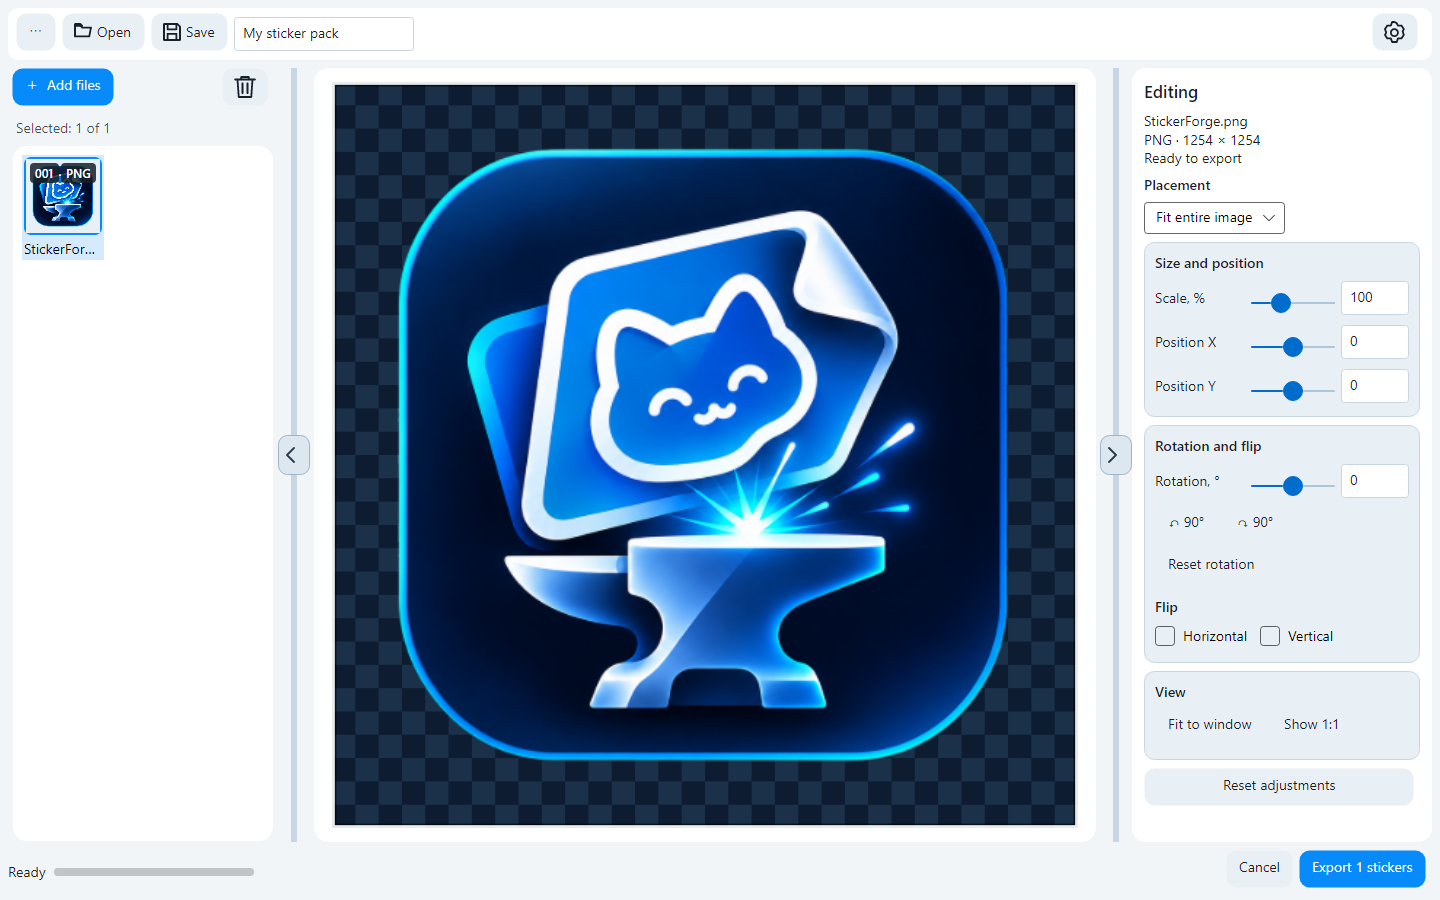 ...
Open
Save
My sticker pack
+ Add files
Selected: 1 of 1
001 · PNG
StickerFor...
Editing
StickerForge.png
PNG · 1254 × 1254
Ready to export
Placement
Fit entire image
Size and position
Scale, % 100
Position X 0
Position Y 0
Rotation and flip
Rotation, ° 0
90° 90°
Reset rotation
Flip
Horizontal Vertical
View
Fit to window Show 1:1
Reset adjustments
Ready
Cancel
Export 1 stickers